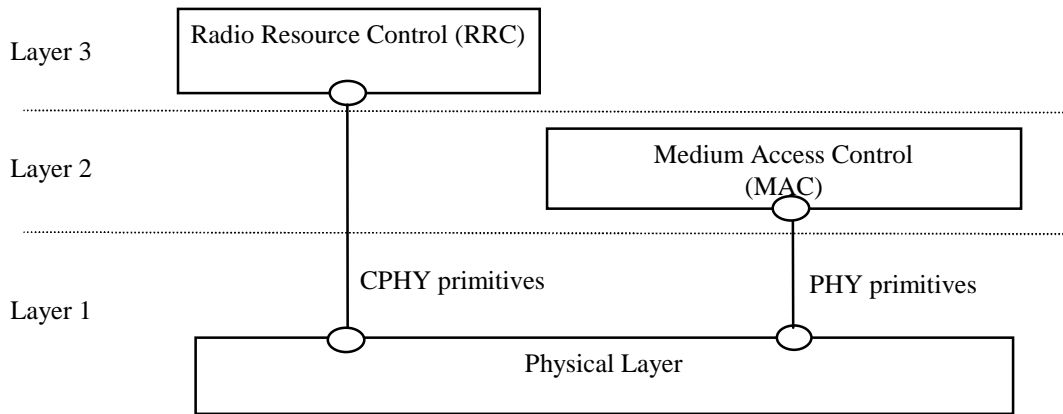 Radio Resource Control (RRC)
Layer 3
Medium Access Control
(MAC)
Layer 2
CPHY primitives
PHY primitives
Layer 1
Physical Layer